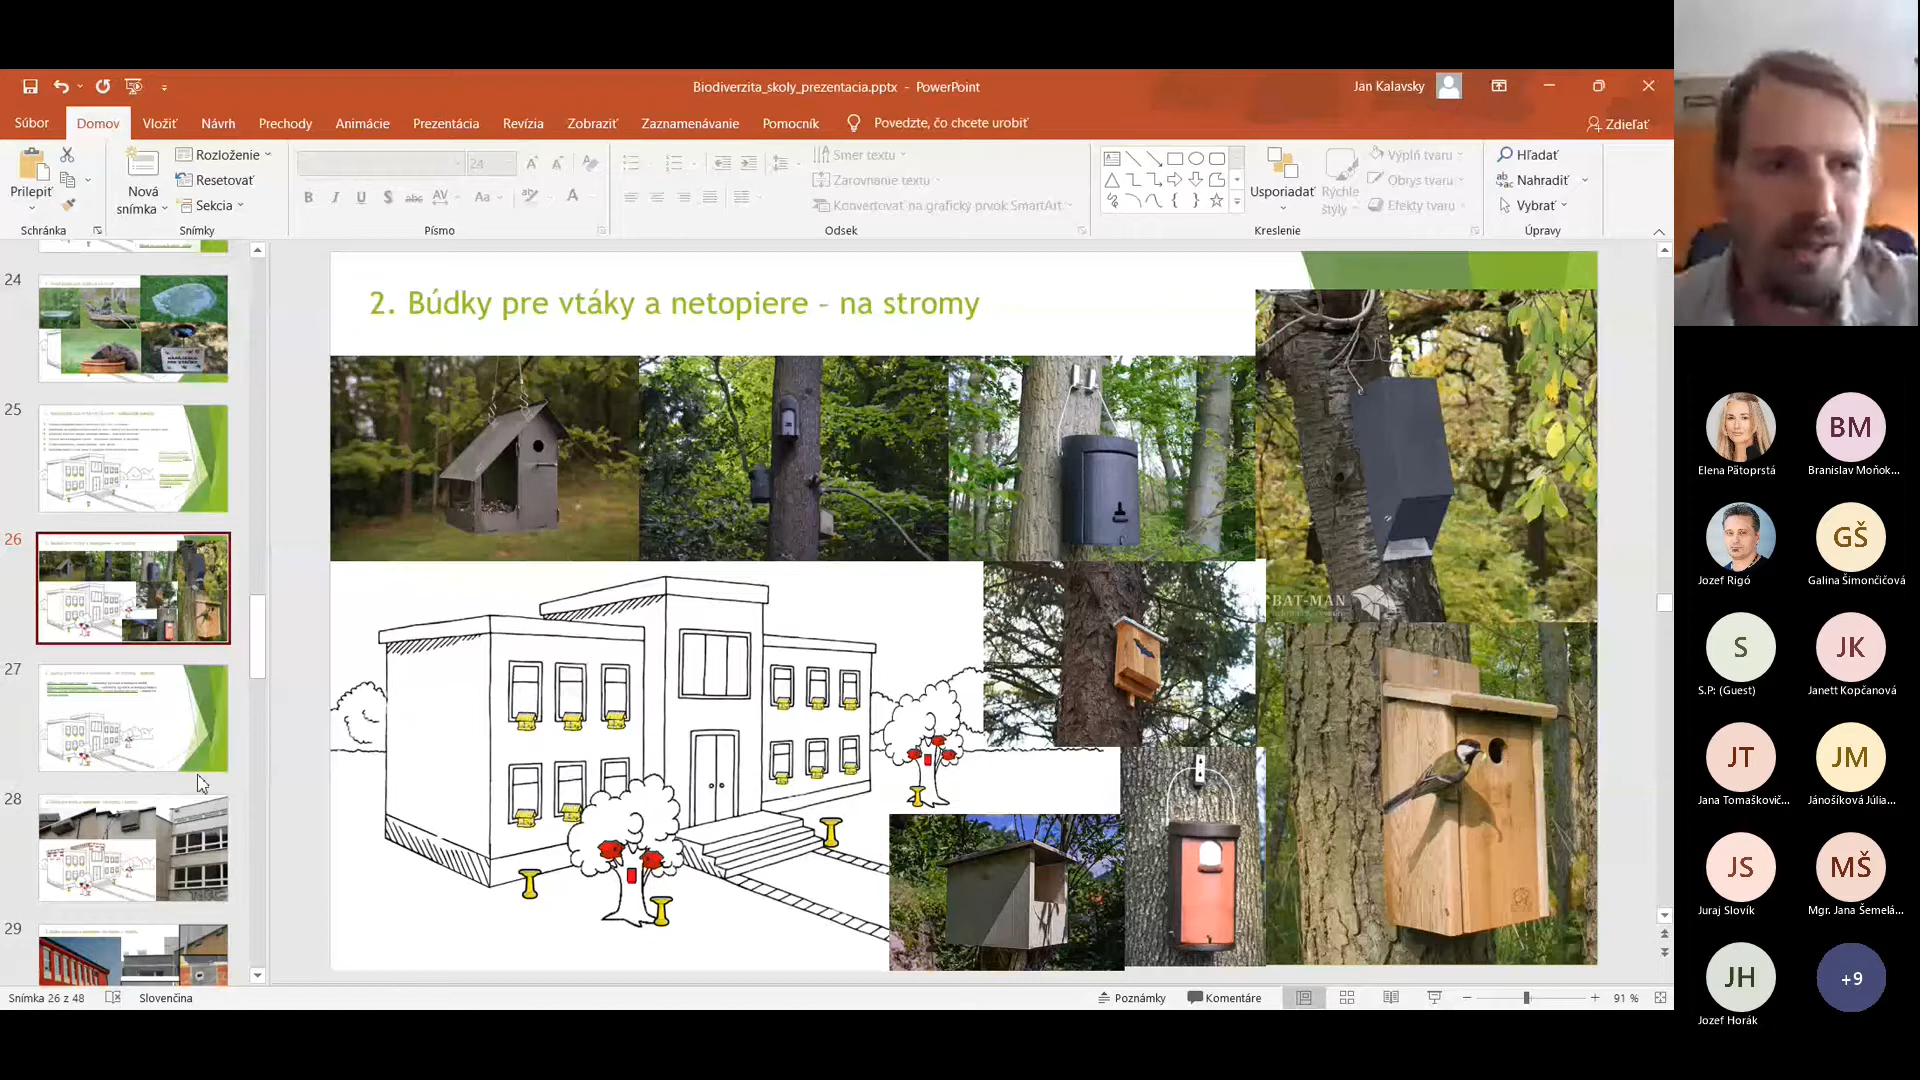 Biodiverzita_skoly_prezentacia.pptx - PowerPoint
Jan Kalavsky
Súbor
Domov
Vložiť
Návrh
Prechody
Animácie
Prezentácia
Revízia
Zobraziť
Zaznamenávanie
Pomocník
Povedzte, čo chcete urobiť
Zdieľať
Prilepiť
Nová snímka
Rozloženie
Resetovať
Sekcia
24
Smer textu
Zarovnanie textu
Konvertovať na grafický prvok SmartArt
Usporiadať
Rýchle štýly
Výplň tvaru
Obrys tvaru
Efekty tvaru
Hľadať
Nahradiť
Vybrať
Schránka
Snímky
Písmo
Odsek
Kreslenie
Úpravy
24
25
26
27
28
29
2. Búdky pre vtáky a netopiere – na stromy
BAT-MAN
Snímka 26 z 48
Slovenčina
Poznámky
Komentáre
91 %
Elena Pätoprstá
BM
Branislav Moňok...
Jozef Rigó
GŠ
Galina Šimončičová
S
S.P: (Guest)
JK
Janett Kopčanová
JT
Jana Tomaškovič...
JM
Jánošíková Júlia...
JS
Juraj Slovík
MŠ
Mgr. Jana Šemelá...
JH
Jozef Horák
+9